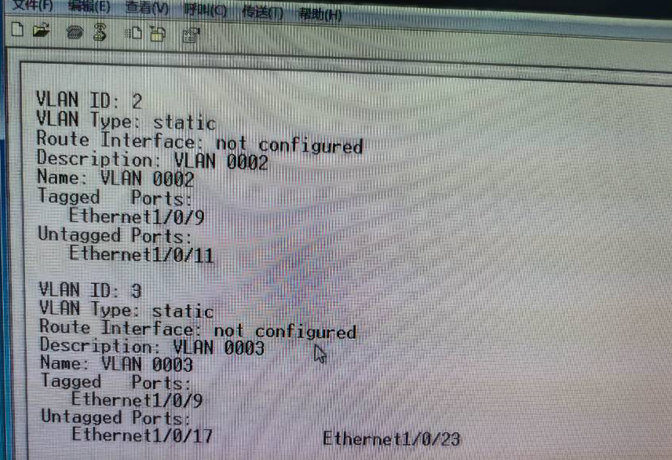 文件(F) 编辑(E) 查看(V) 呼叫(C) 传送(T) 帮助(H)
VLAN ID: 2
VLAN Type: static
Route Interface: not configured
Description: VLAN 0002
Name: VLAN 0002
Tagged   Ports:
Ethernet1/0/9
Untagged Ports:
Ethernet1/0/11
VLAN ID: 3
VLAN Type: static
Route Interface: not configured
Description: VLAN 0003
Name: VLAN 0003
Tagged   Ports:
Ethernet1/0/9
Untagged Ports:
Ethernet1/0/17 Ethernet1/0/23